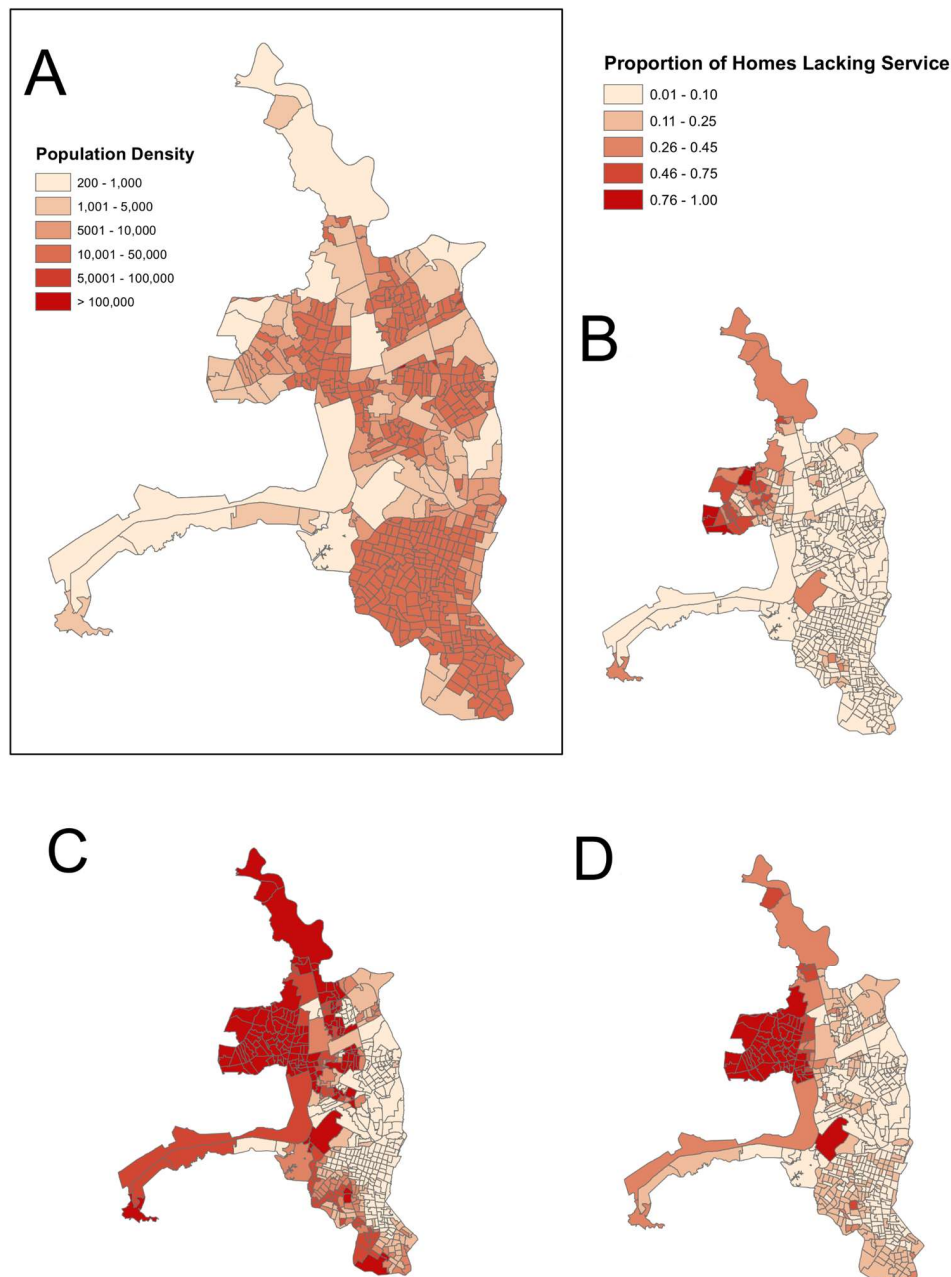 A
Population Density
200 - 1,000
1,001 - 5,000
5001 - 10,000
10,001 - 50,000
5,0001 - 100,000
> 100,000
Proportion of Homes Lacking Service
0.01 - 0.10
0.11 - 0.25
0.26 - 0.45
0.46 - 0.75
0.76 - 1.00
B
C
D